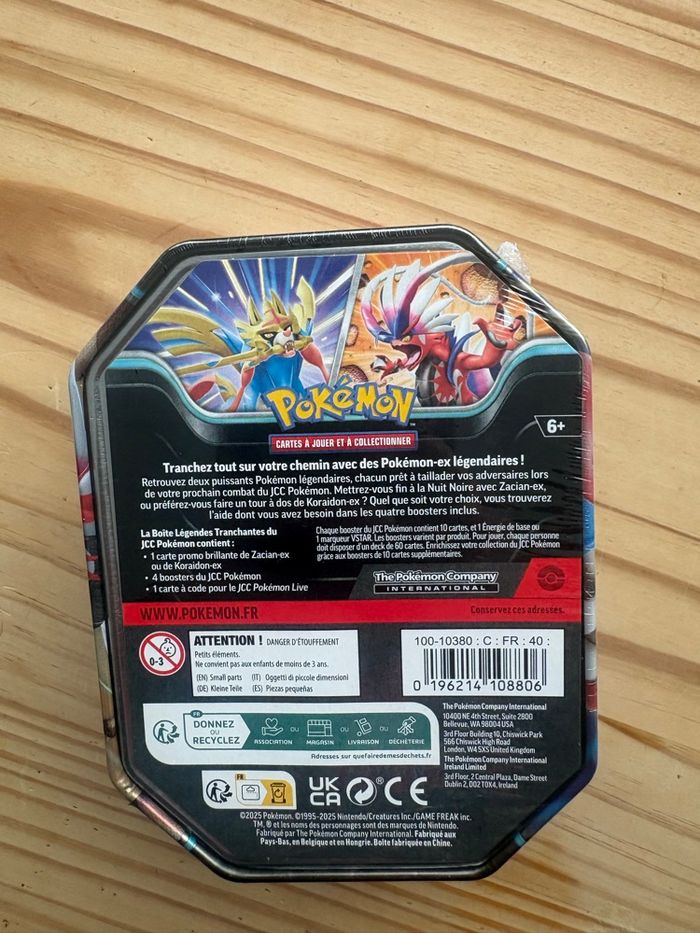 POKéMON
CARTES À JOUER ET À COLLECTIONNER
6+
Tranchez tout sur votre chemin avec des Pokémon-ex légendaires !
Retrouvez deux puissants Pokémon légendaires, chacun prêt à taillader vos adversaires lors
de votre prochain combat du JCC Pokémon. Mettrez-vous fin à la Nuit Noire avec Zacian-ex,
ou préférez-vous faire un tour à dos de Koraidon-ex ? Quel que soit votre choix, vous trouverez
l'aide dont vous avez besoin dans les quatre boosters inclus.
La Boîte Légendes Tranchantes du
JCC Pokémon contient :
• 1 carte promo brillante de Zacian-ex
ou de Koraidon-ex
• 4 boosters du JCC Pokémon
• 1 carte à code pour le JCC Pokémon Live
Chaque booster du JCC Pokémon contient 10 cartes, et 1 Énergie de base ou
1 marqueur VSTAR. Les boosters varient par produit. Pour jouer, chaque personne
doit disposer d'un deck de 60 cartes. Enrichissez votre collection du JCC Pokémon
grâce aux boosters de 10 cartes supplémentaires.
The Pokémon Company
INTERNATIONAL
WWW.POKEMON.FR
Conservez ces adresses.
0-3
ATTENTION ! DANGER D'ÉTOUFFEMENT
Petits éléments.
Ne convient pas aux enfants de moins de 3 ans.
(EN) Small parts (IT) Oggetti di piccole dimensioni
(DE) Kleine Teile (ES) Piezas pequeñas
100-10380 : C : FR : 40 :
0 196214 108806
FR
DONNEZ
OU
RECYCLEZ
ASSOCIATION OU MAGASIN OU LIVRAISON OU DÉCHÈTERIE
Adresses sur quefairedemesdechets.fr
The Pokémon Company International
10400 NE 4th Street, Suite 2800
Bellevue, WA 98004 USA
3rd Floor Building 10, Chiswick Park
566 Chiswick High Road
London, W4 5XS United Kingdom
The Pokémon Company International
Ireland Limited
3rd Floor, 2 Central Plaza, Dame Street
Dublin 2, D02 T0X4, Ireland
FR
UK
CA
CE
©2025 Pokémon. ©1995-2025 Nintendo/Creatures Inc./GAME FREAK inc.
TM, ® et les noms des personnages sont des marques de Nintendo.
Fabriqué par The Pokémon Company International. Fabriqué aux
Pays-Bas, en Belgique et en Hongrie. Boîte fabriquée en Chine.